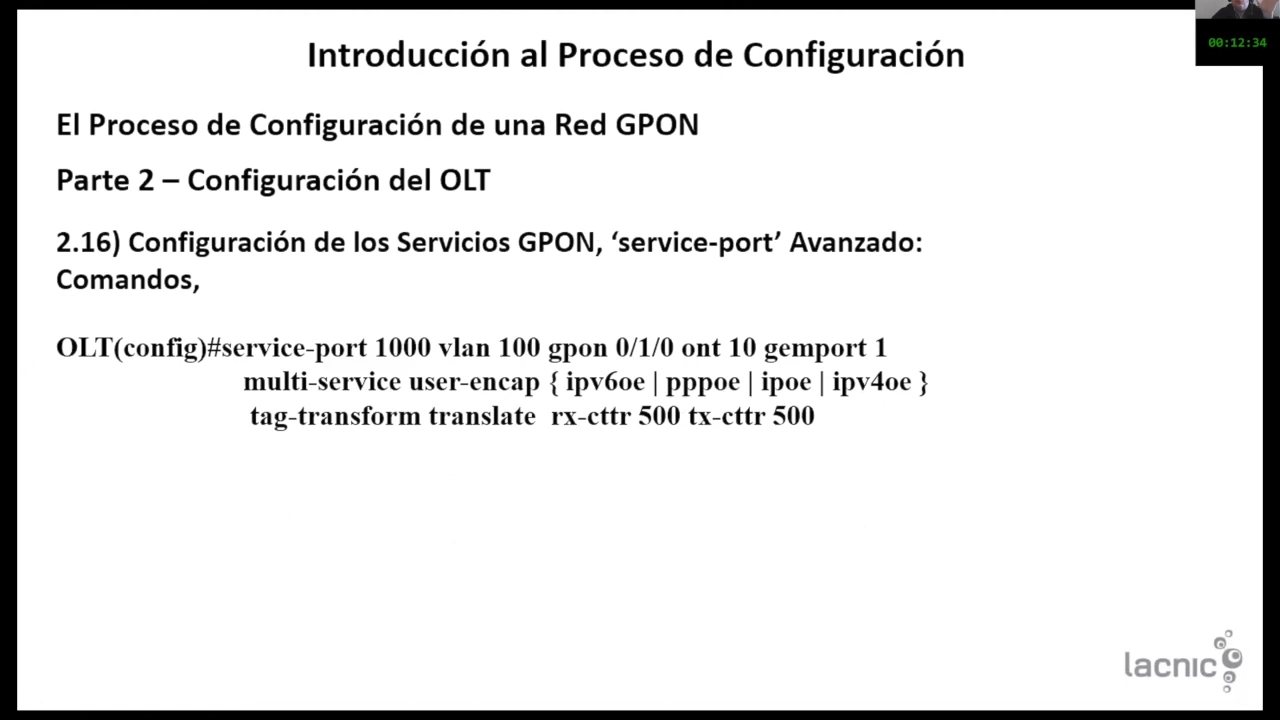 00:12:34
Introducción al Proceso de Configuración
El Proceso de Configuración de una Red GPON
Parte 2 – Configuración del OLT
2.16) Configuración de los Servicios GPON, ‘service-port’ Avanzado:
Comandos,
OLT(config)#service-port 1000 vlan 100 gpon 0/1/0 ont 10 gemport 1
multi-service user-encap { ipv6oe | pppoe | ipoe | ipv4oe }
tag-transform translate rx-cttr 500 tx-cttr 500
lacnic